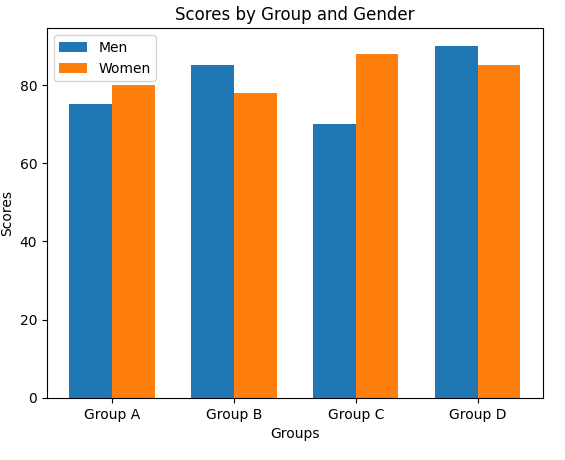 Scores by Group and Gender
Men
Women
Scores
80
60
40
20
0
Group A Group B Group C Group D
Groups